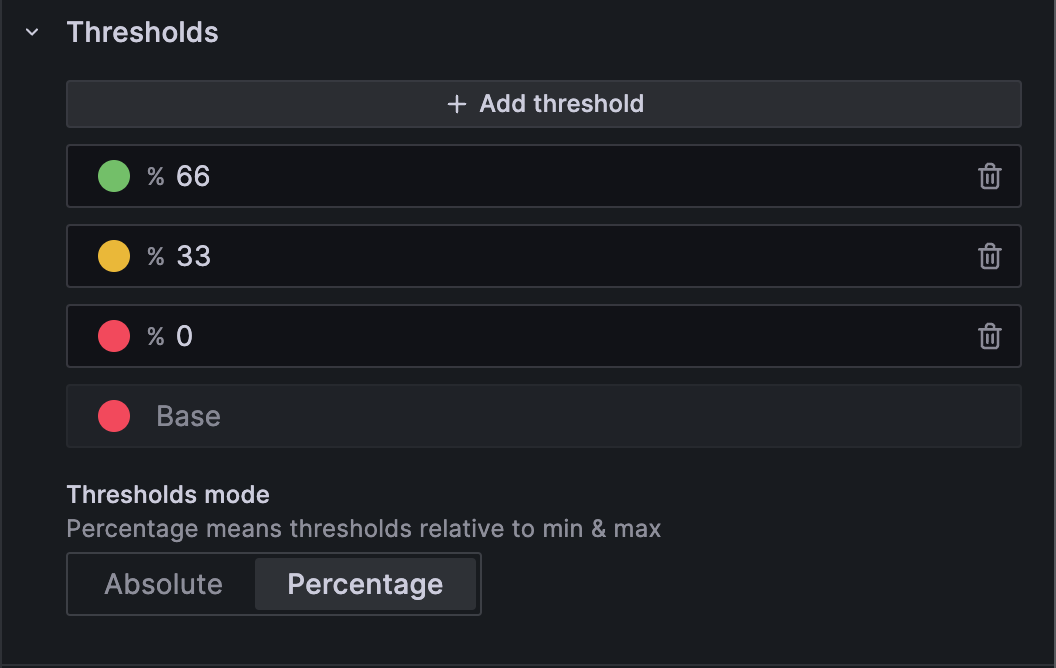 Thresholds
+ Add threshold
% 66
% 33
% 0
Base
Thresholds mode
Percentage means thresholds relative to min & max
Absolute Percentage